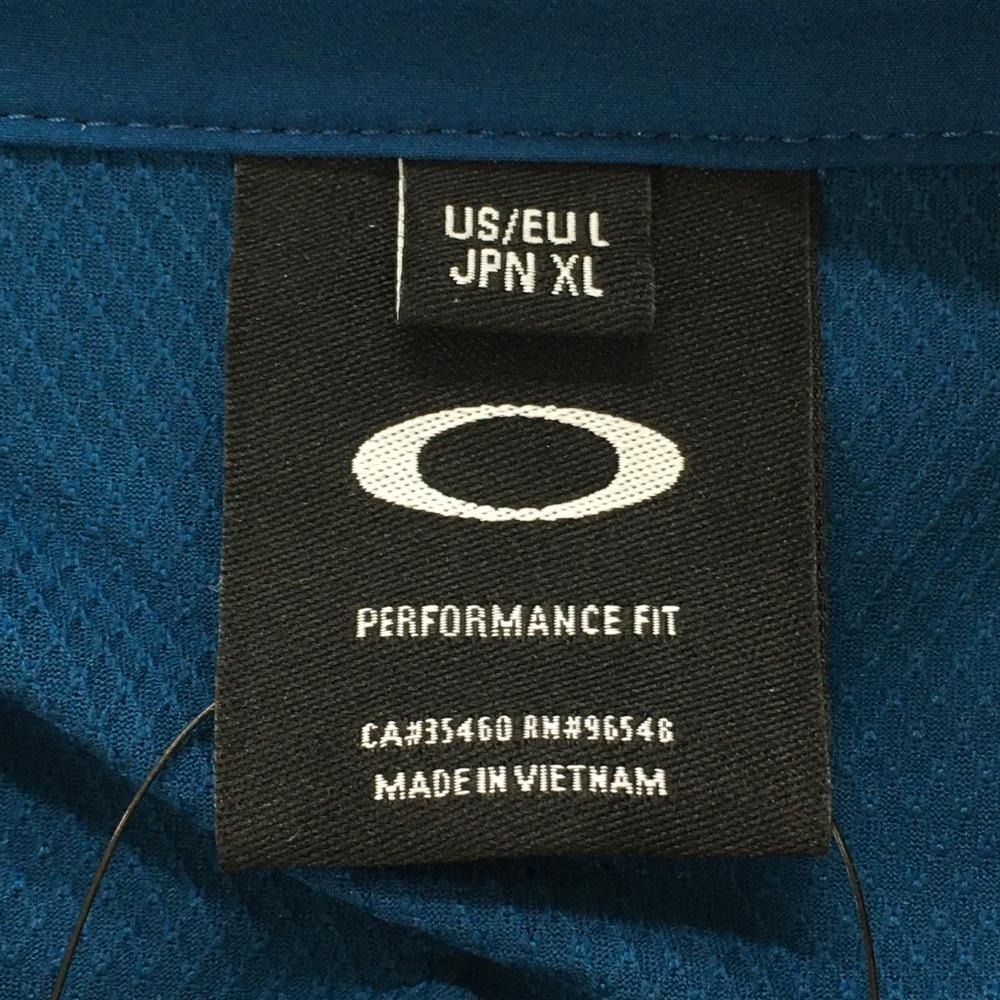 US/EU L
JPN XL
PERFORMANCE FIT
CA#35460 RN#96548
MADE IN VIETNAM